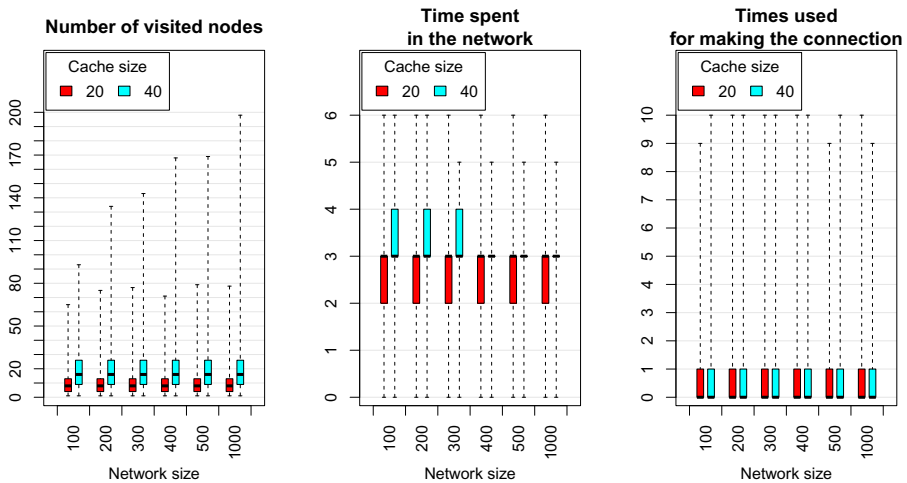 Number of visited nodes
Cache size
20 40
200
170
140
110
80
50
20
0
100 200 300 400 500 1000
Network size
Time spent
in the network
Cache size
20 40
6
5
4
3
2
1
0
100 200 300 400 500 1000
Network size
Times used
for making the connection
Cache size
20 40
10
9
8
7
6
5
4
3
2
1
0
100 200 300 400 500 1000
Network size